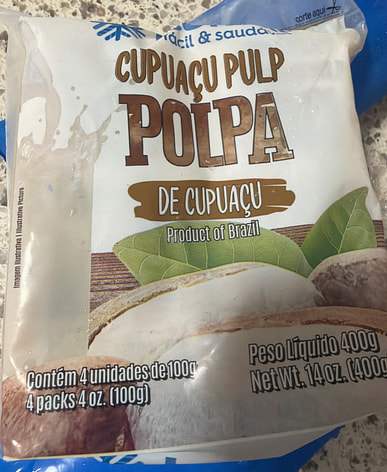 fácil & saudá
corte aqui
CUPUAÇU PULP
POLPA
DE CUPUAÇU
Product of Brazil
Imagem Ilustrativa | Illustrative Picture
Contém 4 unidades de 100g
4 packs 4 oz. (100g)
Peso Líquido 400g
Net Wt. 14 oz. (400g